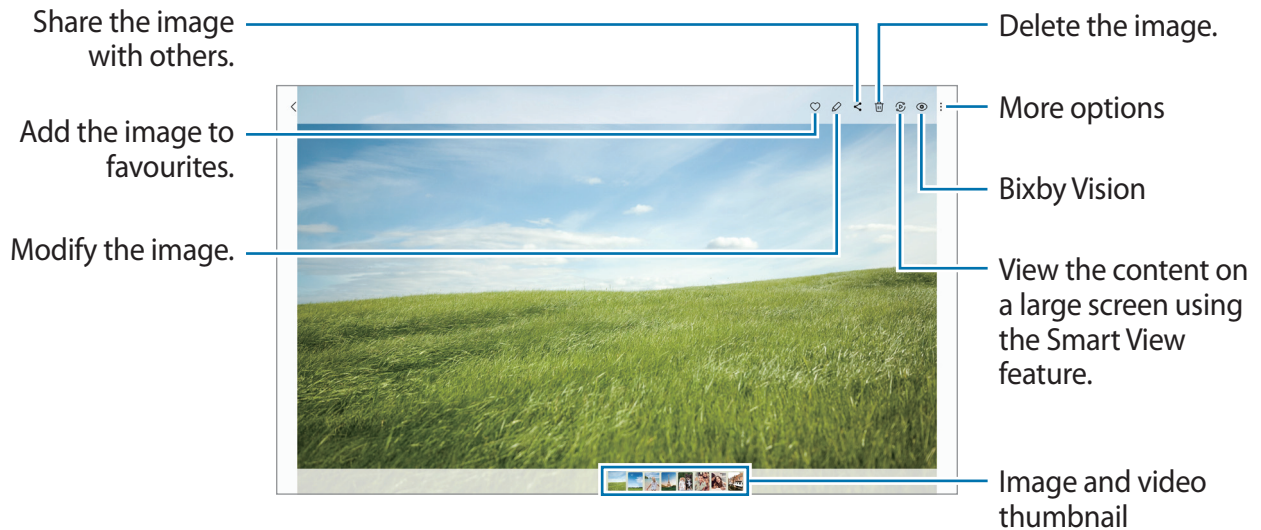 Share the image
with others.
Add the image to
favourites.
Modify the image.
Delete the image.
More options
Bixby Vision
View the content on
a large screen using
the Smart View
feature.
Image and video
thumbnail